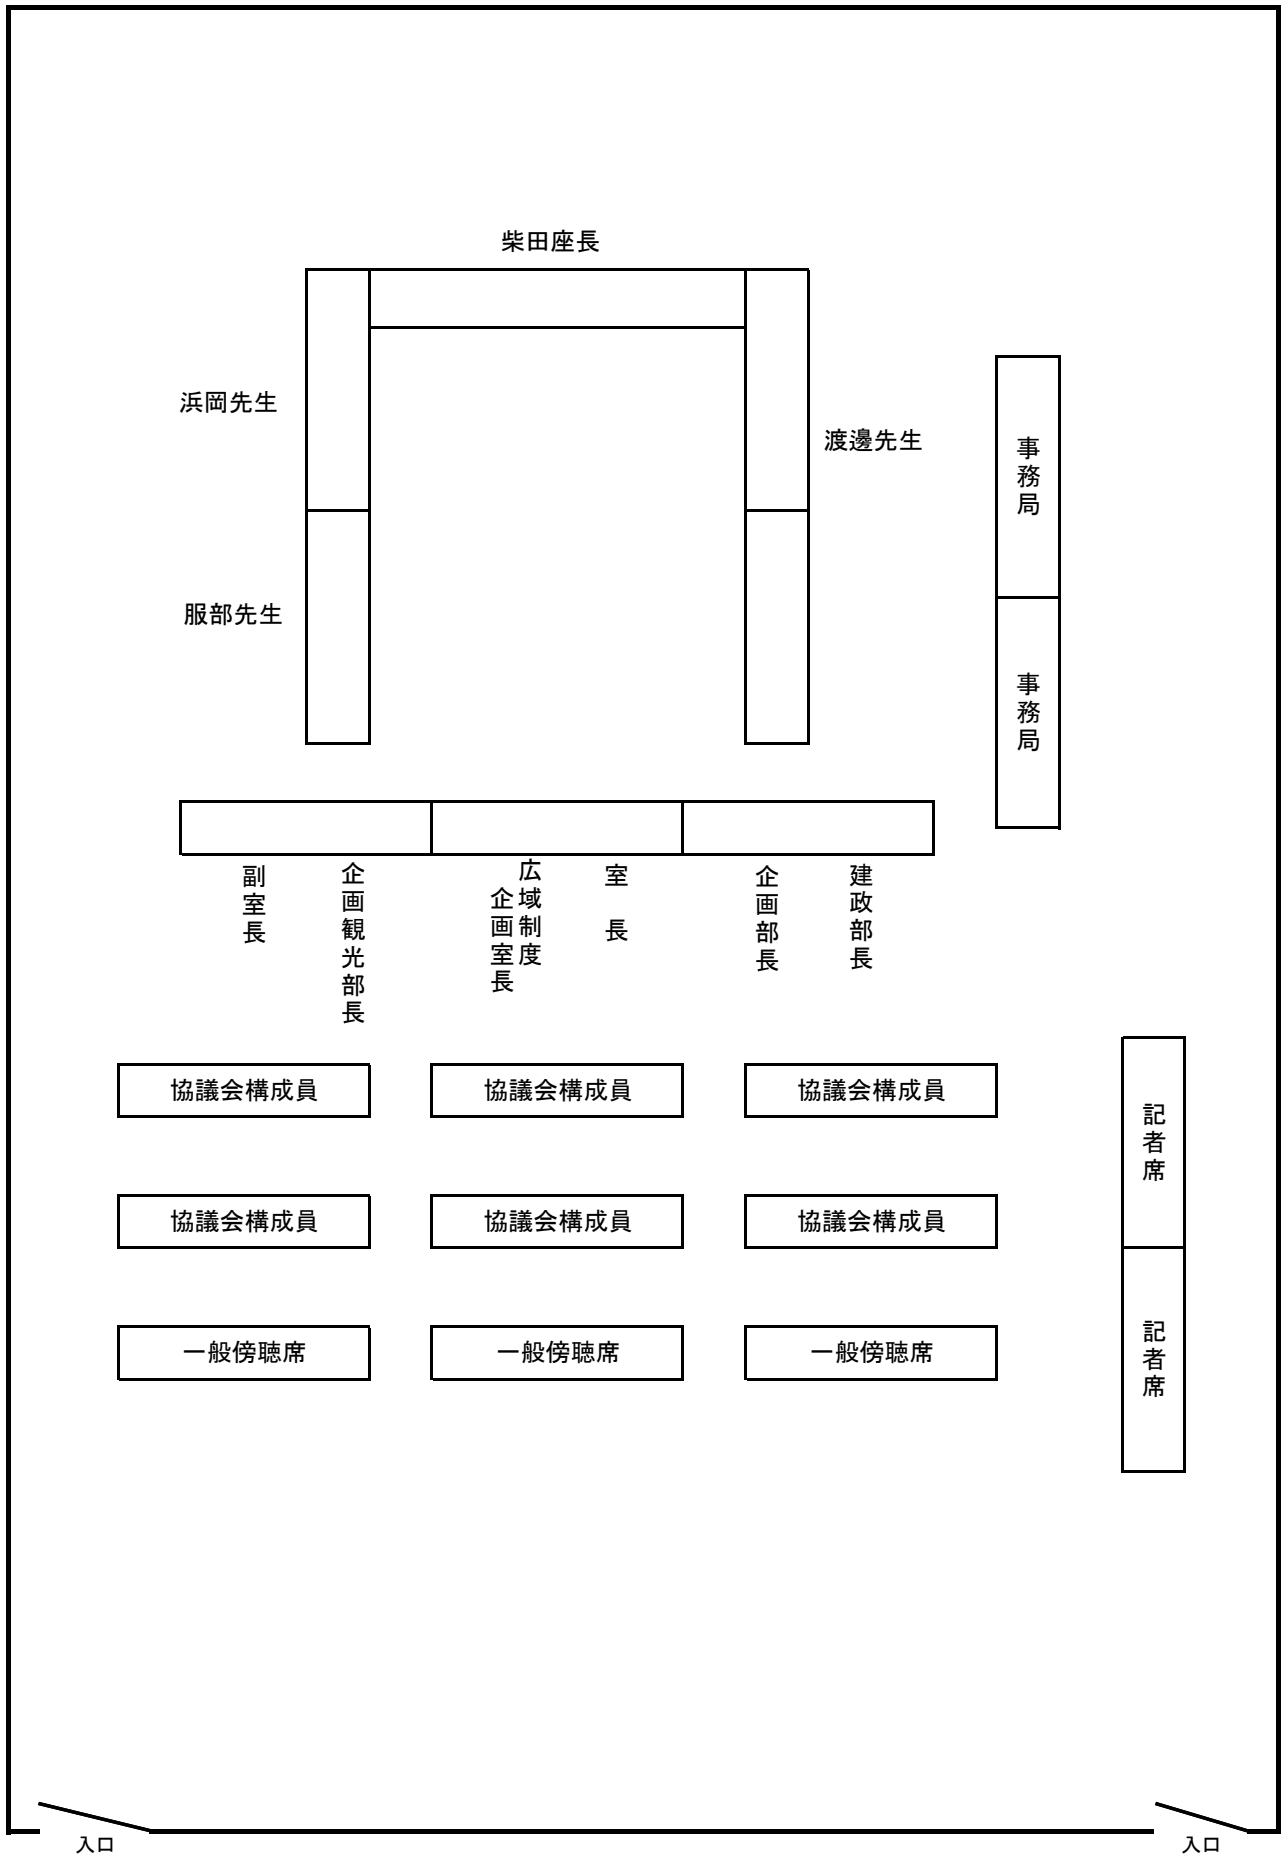 柴田座長
浜岡先生
渡邊先生
事務局
服部先生
事務局
副室長
企画観光部長
広域制度
企画室長
室　長
企画部長
建政部長
協議会構成員
協議会構成員
協議会構成員
記者席
協議会構成員
協議会構成員
協議会構成員
一般傍聴席
一般傍聴席
一般傍聴席
記者席
入口
入口